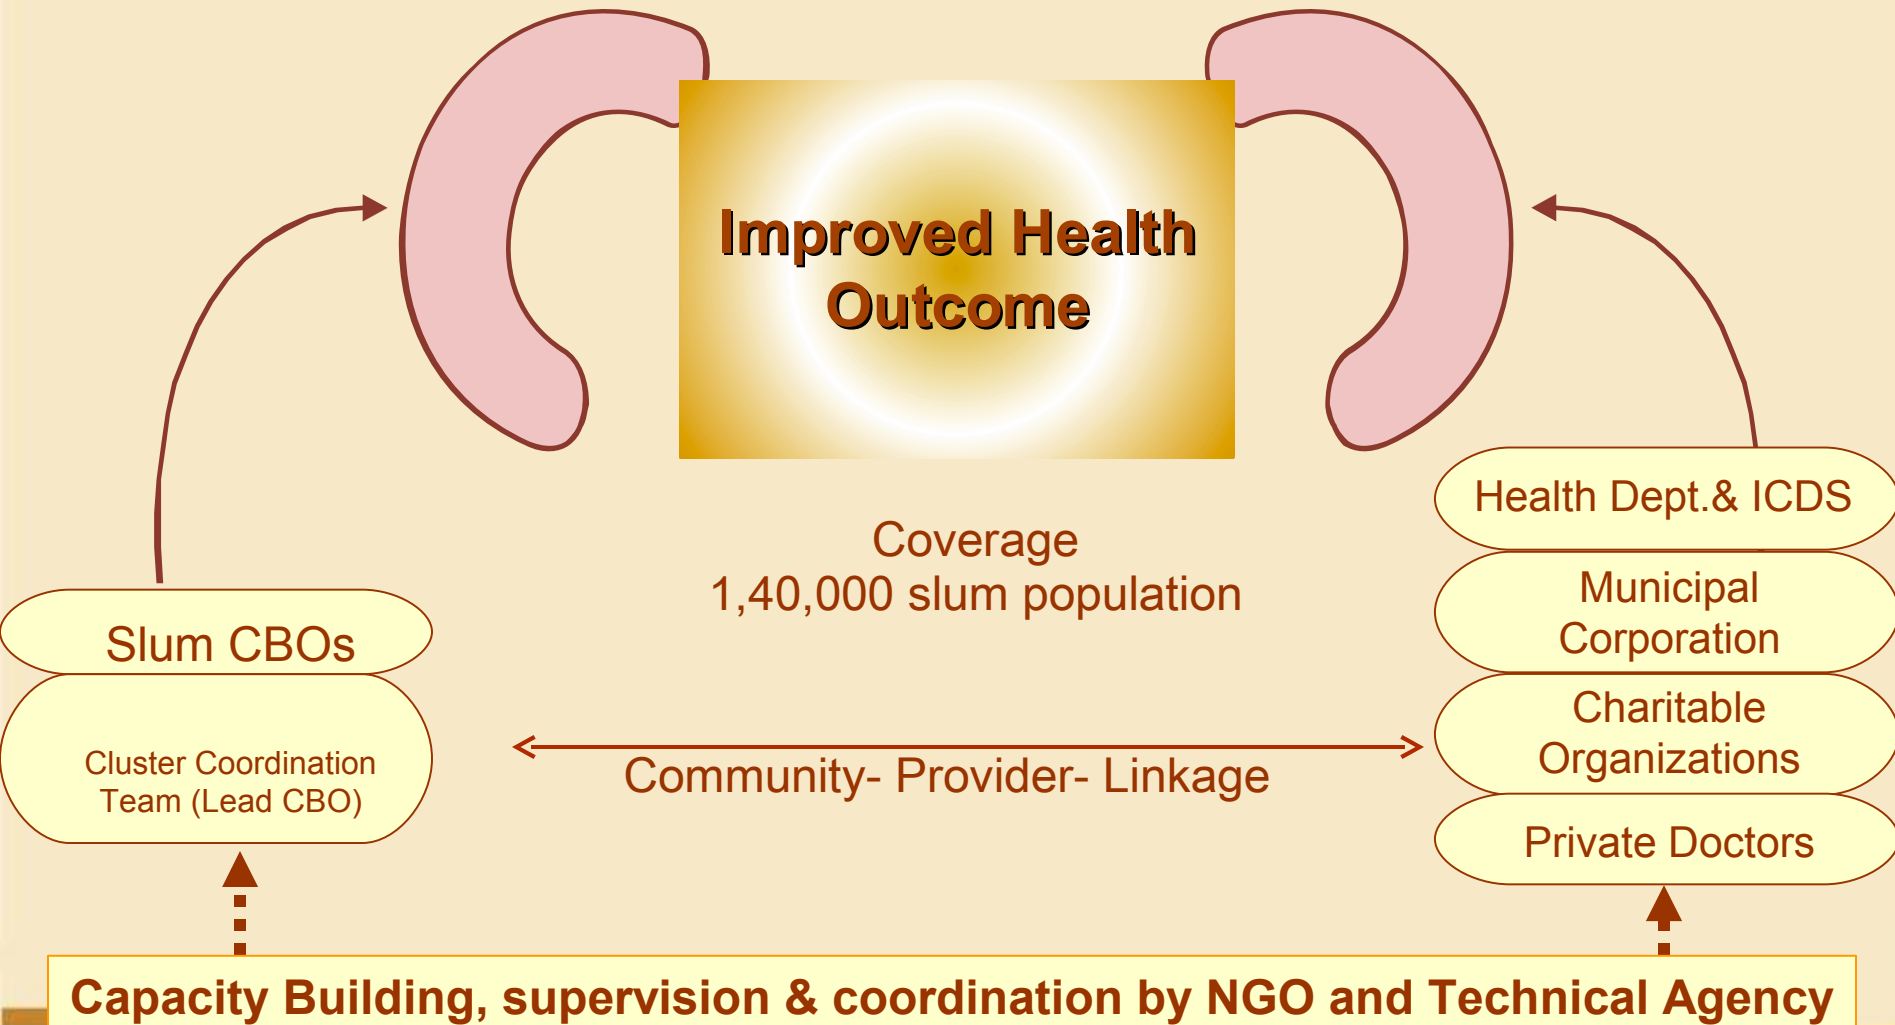 Improved Health
Outcome
Coverage
1,40,000 slum population
Slum CBOs
Cluster Coordination
Team (Lead CBO)
Community- Provider- Linkage
Health Dept.& ICDS
Municipal
Corporation
Charitable
Organizations
Private Doctors
Capacity Building, supervision & coordination by NGO and Technical Agency